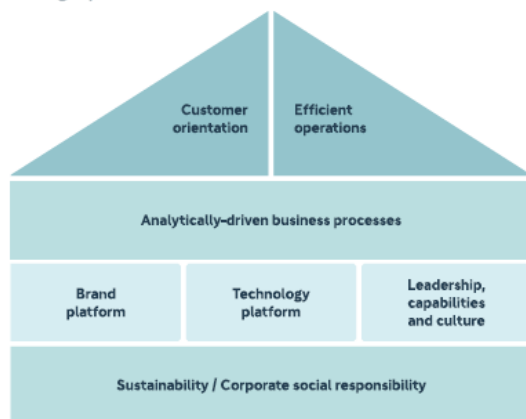 Customer
orientation
Efficient
operations
Analytically-driven business processes
Brand
platform
Technology
platform
Leadership,
capabilities
and culture
Sustainability / Corporate social responsibility